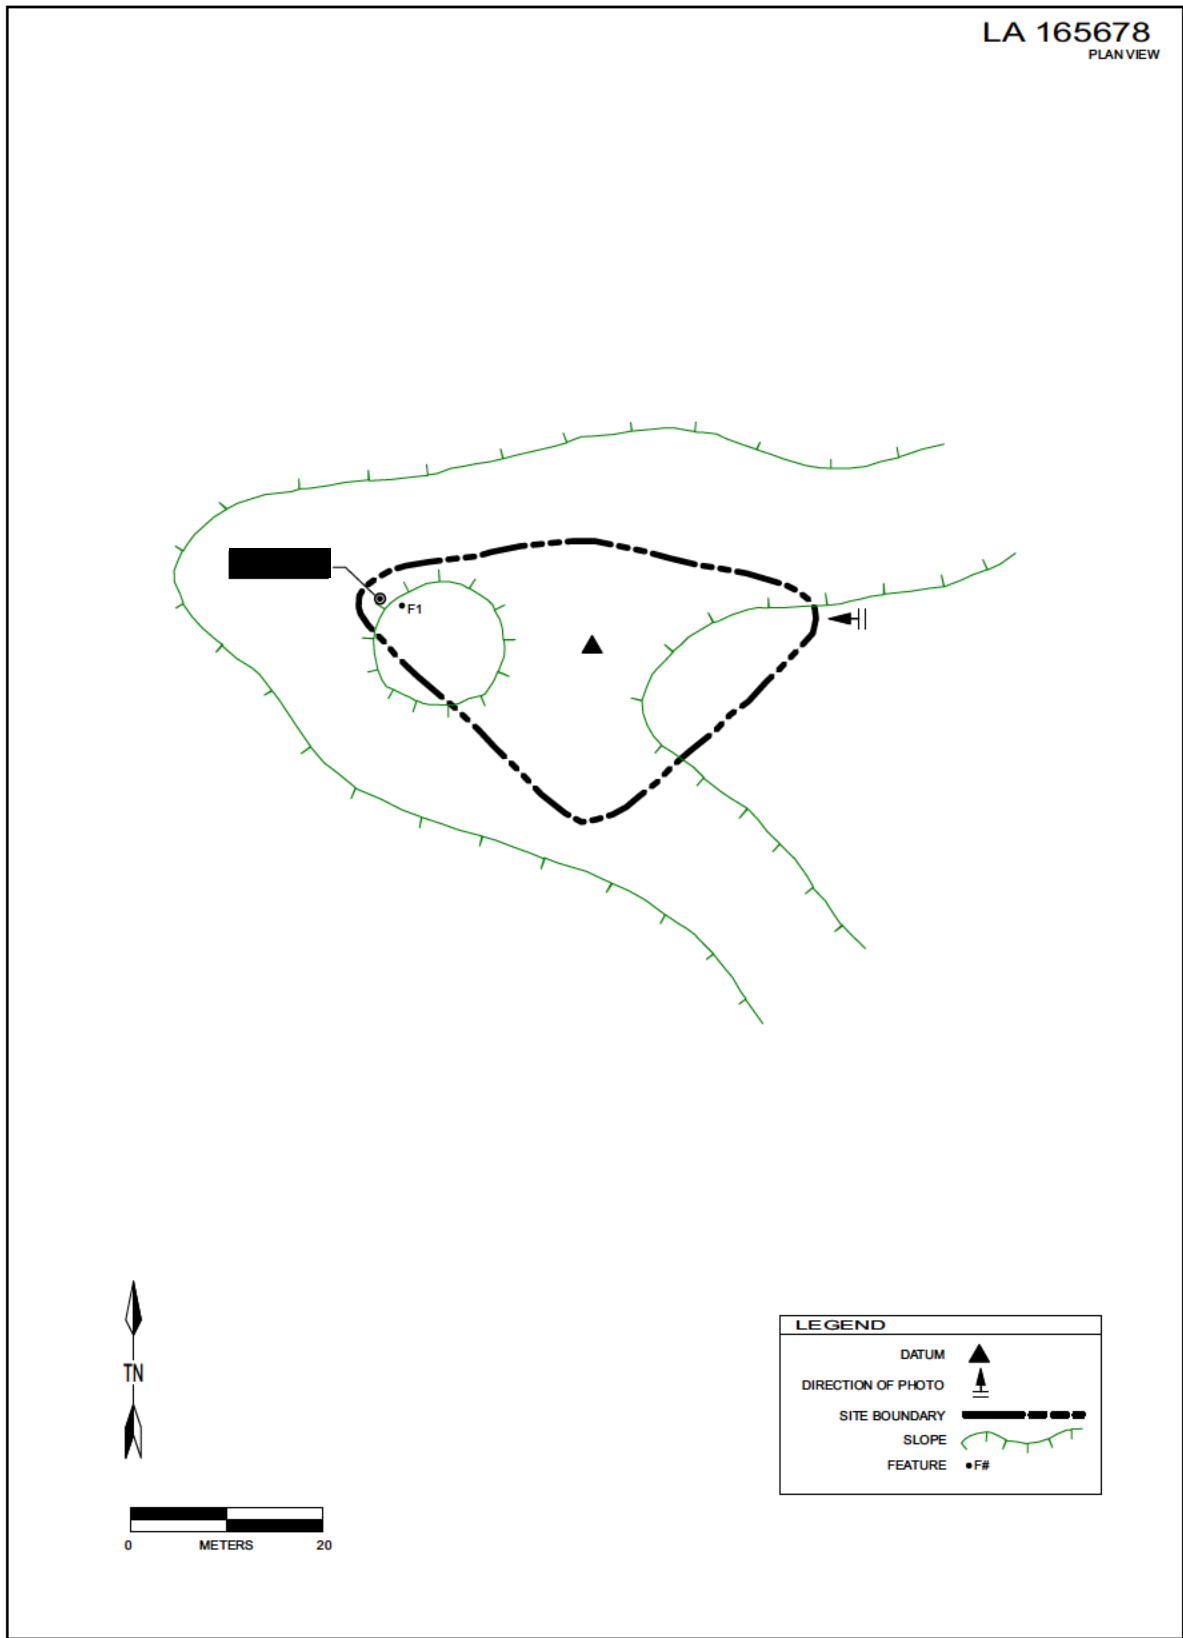 LA 165678
PLAN VIEW
F1
TN
0 METERS 20
LEGEND
DATUM
DIRECTION OF PHOTO
SITE BOUNDARY
SLOPE
FEATURE •F#